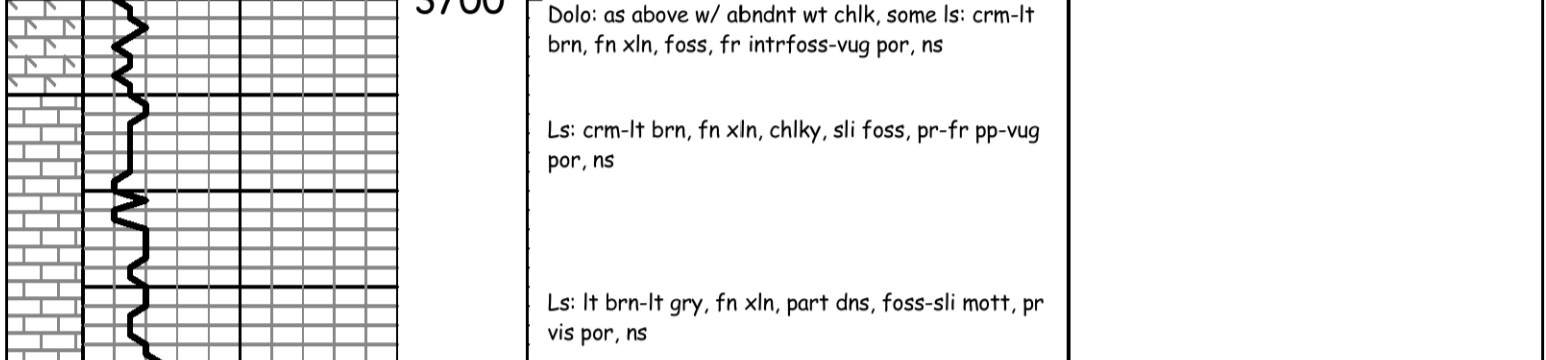 3700
Dolo: as above w/ abndnt wt chlk, some ls: crm-lt
brn, fn xln, foss, fr intrfoss-vug por, ns
Ls: crm-lt brn, fn xln, chlky, sli foss, pr-fr pp-vug
por, ns
Ls: lt brn-lt gry, fn xln, part dns, foss-sli mott, pr
vis por, ns